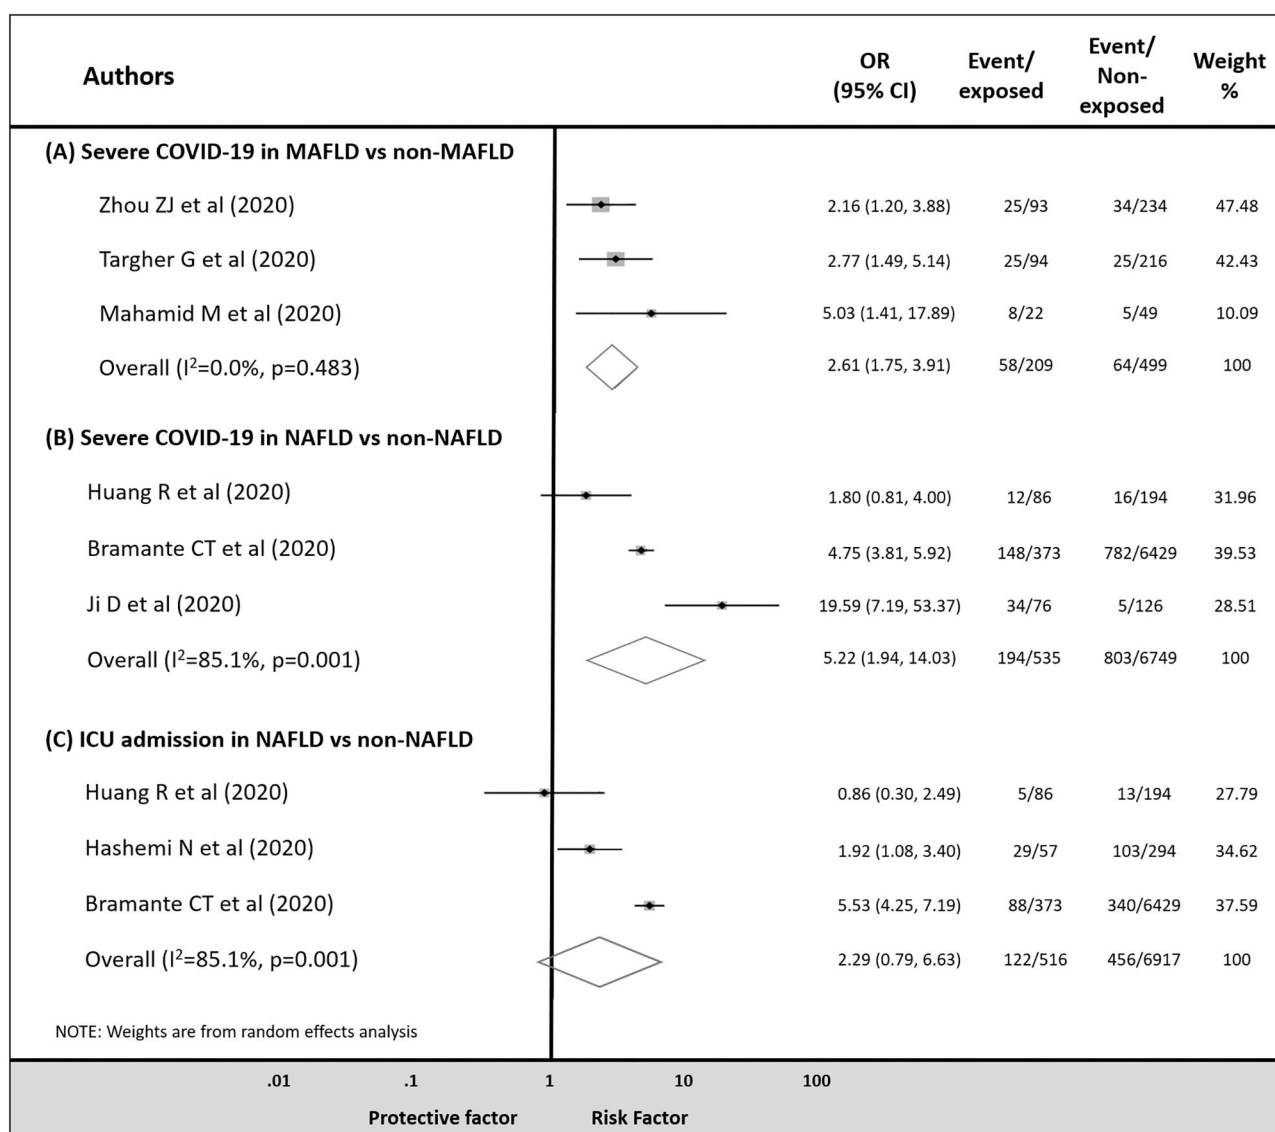 Authors OR (95% CI) Event/exposed Event/Non-exposed Weight %
(A) Severe COVID-19 in MAFLD vs non-MAFLD
Zhou ZJ et al (2020) 2.16 (1.20, 3.88) 25/93 34/234 47.48
Targher G et al (2020) 2.77 (1.49, 5.14) 25/94 25/216 42.43
Mahamid M et al (2020) 5.03 (1.41, 17.89) 8/22 5/49 10.09
Overall (I²=0.0%, p=0.483) 2.61 (1.75, 3.91) 58/209 64/499 100
(B) Severe COVID-19 in NAFLD vs non-NAFLD
Huang R et al (2020) 1.80 (0.81, 4.00) 12/86 16/194 31.96
Bramante CT et al (2020) 4.75 (3.81, 5.92) 148/373 782/6429 39.53
Ji D et al (2020) 19.59 (7.19, 53.37) 34/76 5/126 28.51
Overall (I²=85.1%, p=0.001) 5.22 (1.94, 14.03) 194/535 803/6749 100
(C) ICU admission in NAFLD vs non-NAFLD
Huang R et al (2020) 0.86 (0.30, 2.49) 5/86 13/194 27.79
Hashemi N et al (2020) 1.92 (1.08, 3.40) 29/57 103/294 34.62
Bramante CT et al (2020) 5.53 (4.25, 7.19) 88/373 340/6429 37.59
Overall (I²=85.1%, p=0.001) 2.29 (0.79, 6.63) 122/516 456/6917 100
NOTE: Weights are from random effects analysis
.01 .1 1 10 100
Protective factor Risk Factor